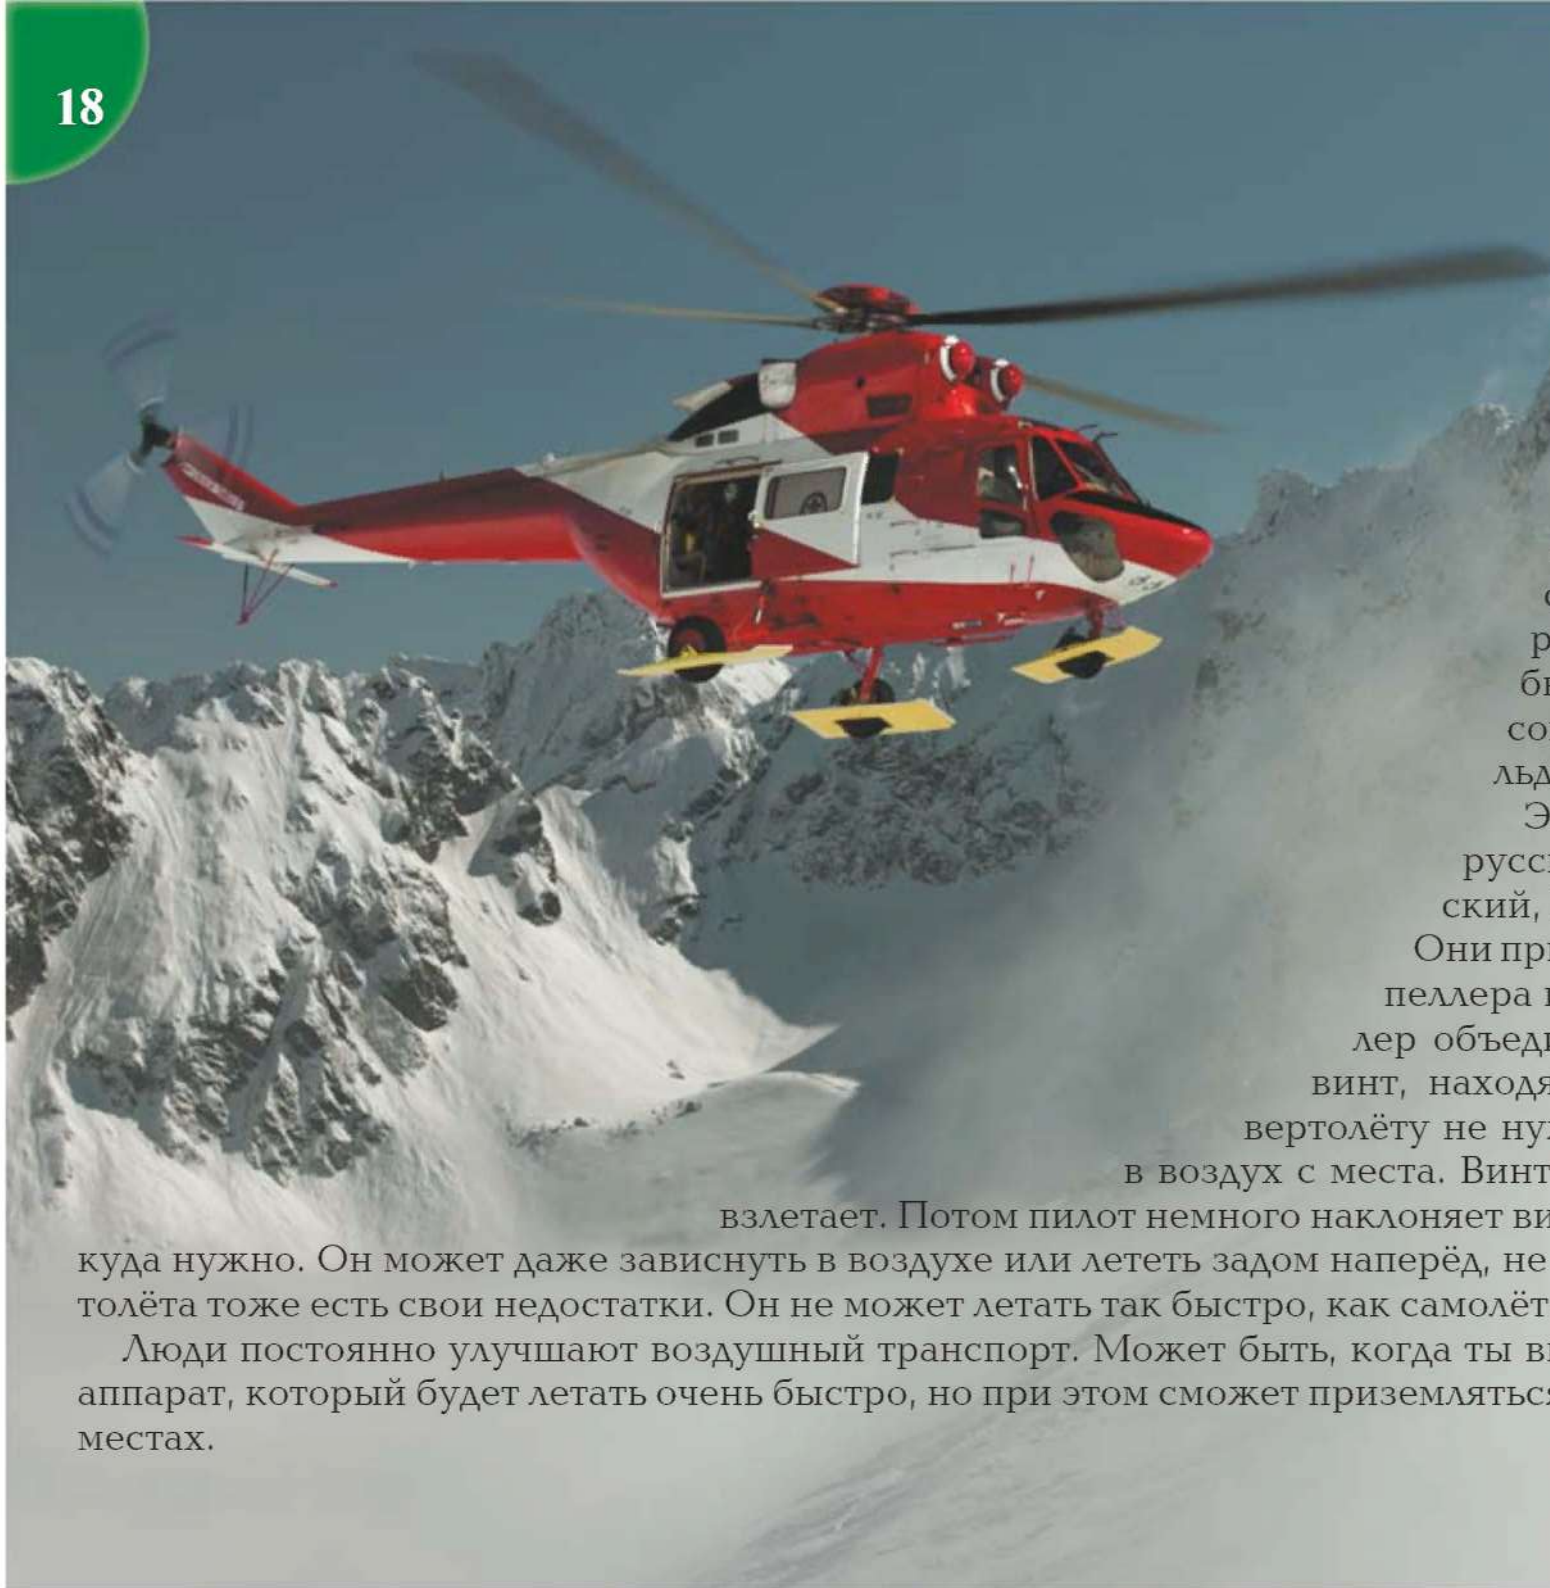 18
р
бы
со
льд
Э
русс
ский,
Они при
пеллера
лер объеди
винт, находя
вертолёту не ну
в воздух с места. Винт
взлетает. Потом пилот немного наклоняет ви
куда нужно. Он может даже зависнуть в воздухе или лететь задом наперёд, не
толёта тоже есть свои недостатки. Он не может летать так быстро, как самолёт
Люди постоянно улучшают воздушный транспорт. Может быть, когда ты в
аппарат, который будет летать очень быстро, но при этом сможет приземлятьс
местах.